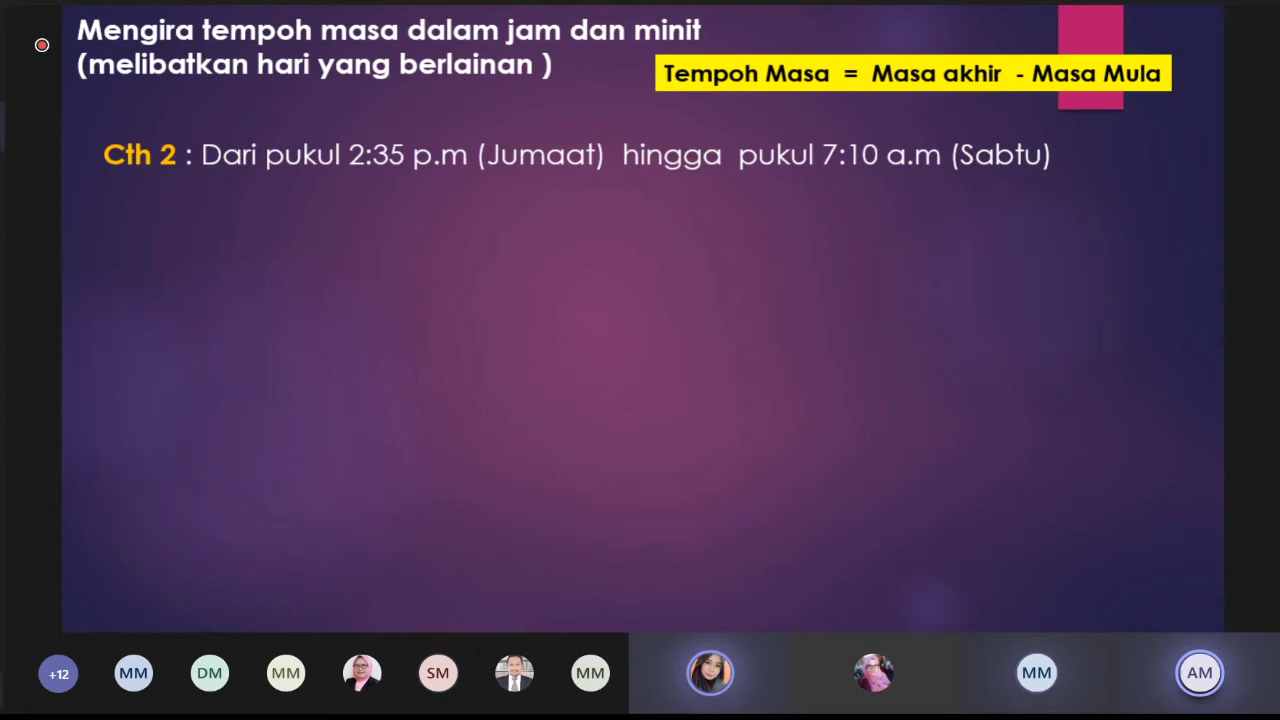 Mengira tempoh masa dalam jam dan minit
(melibatkan hari yang berlainan )
Tempoh Masa = Masa akhir - Masa Mula
Cth 2 : Dari pukul 2:35 p.m (Jumaat) hingga pukul 7:10 a.m (Sabtu)
+12 MM DM MM SM MM MM AM